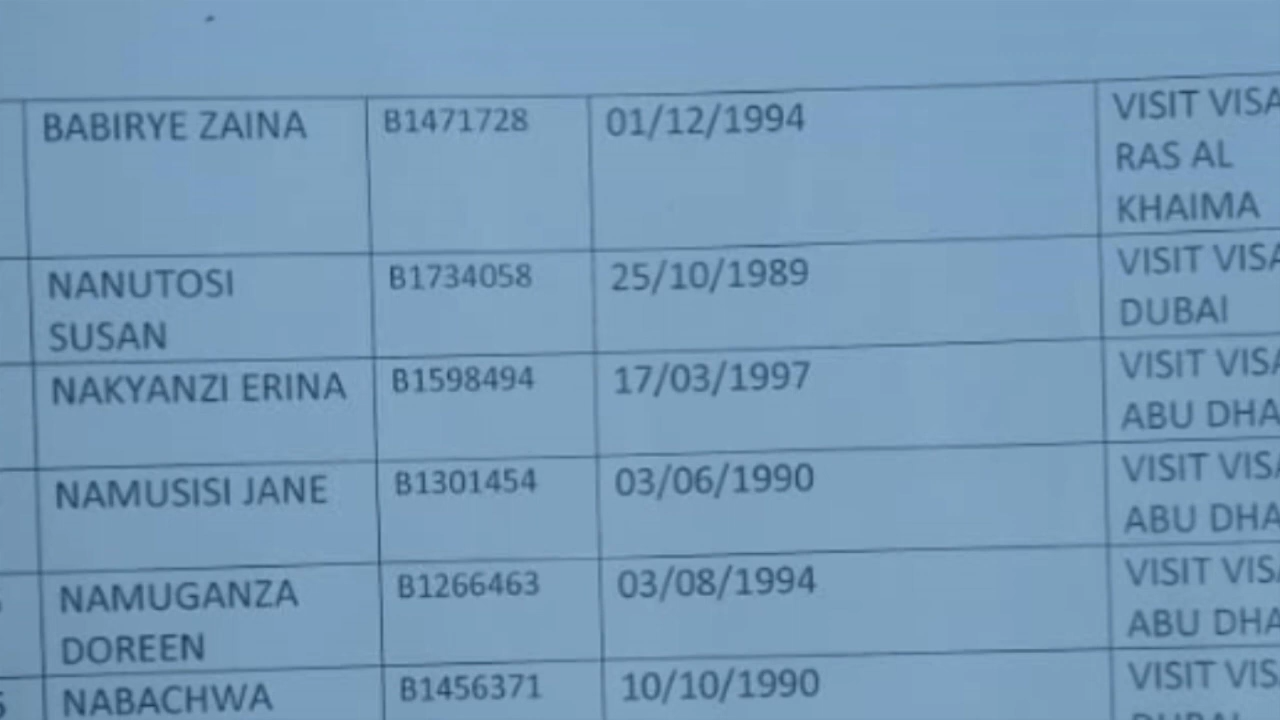 BABIRYE ZAINA B1471728 01/12/1994 VISIT VISA
RAS AL
KHAIMA
NANUTOSI B1734058 25/10/1989 VISIT VISA
SUSAN DUBAI
NAKYANZI ERINA B1598494 17/03/1997 VISIT VISA
ABU DHA
NAMUSISI JANE B1301454 03/06/1990 VISIT VISA
ABU DHA
NAMUGANZA B1266463 03/08/1994 VISIT VISA
DOREEN ABU DHA
NABACHWA B1456371 10/10/1990 VISIT VIS